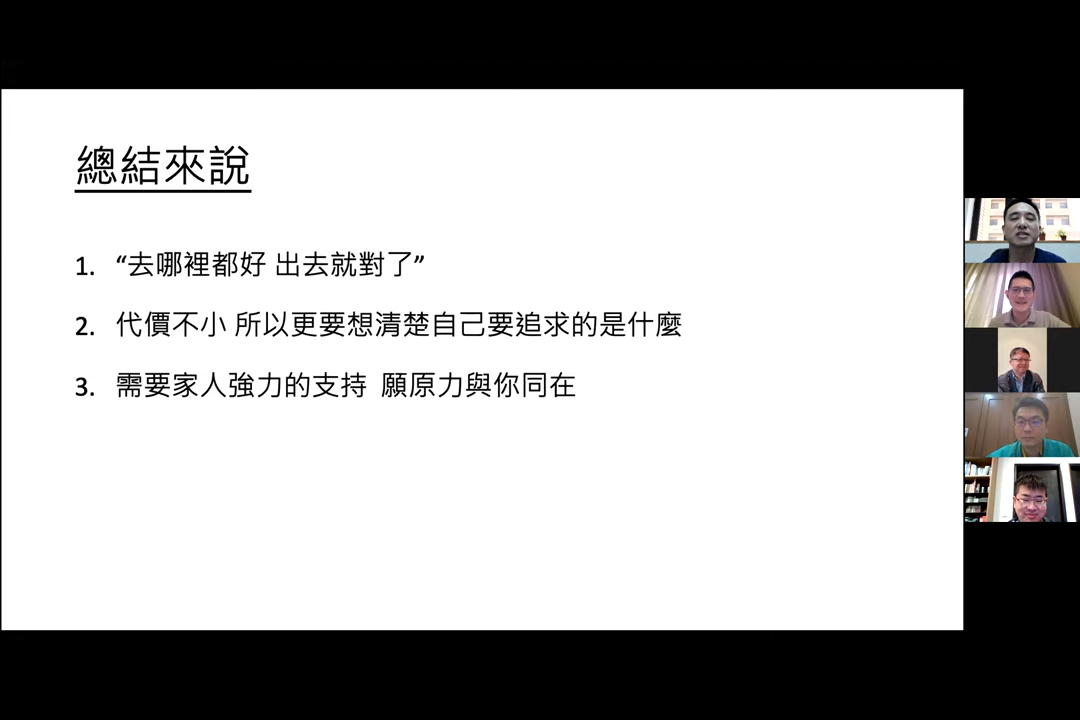 總結來說
1. “去哪裡都好 出去就對了”
2. 代價不小 所以更要想清楚自己要追求的是什麼
3. 需要家人強力的支持 願原力與你同在